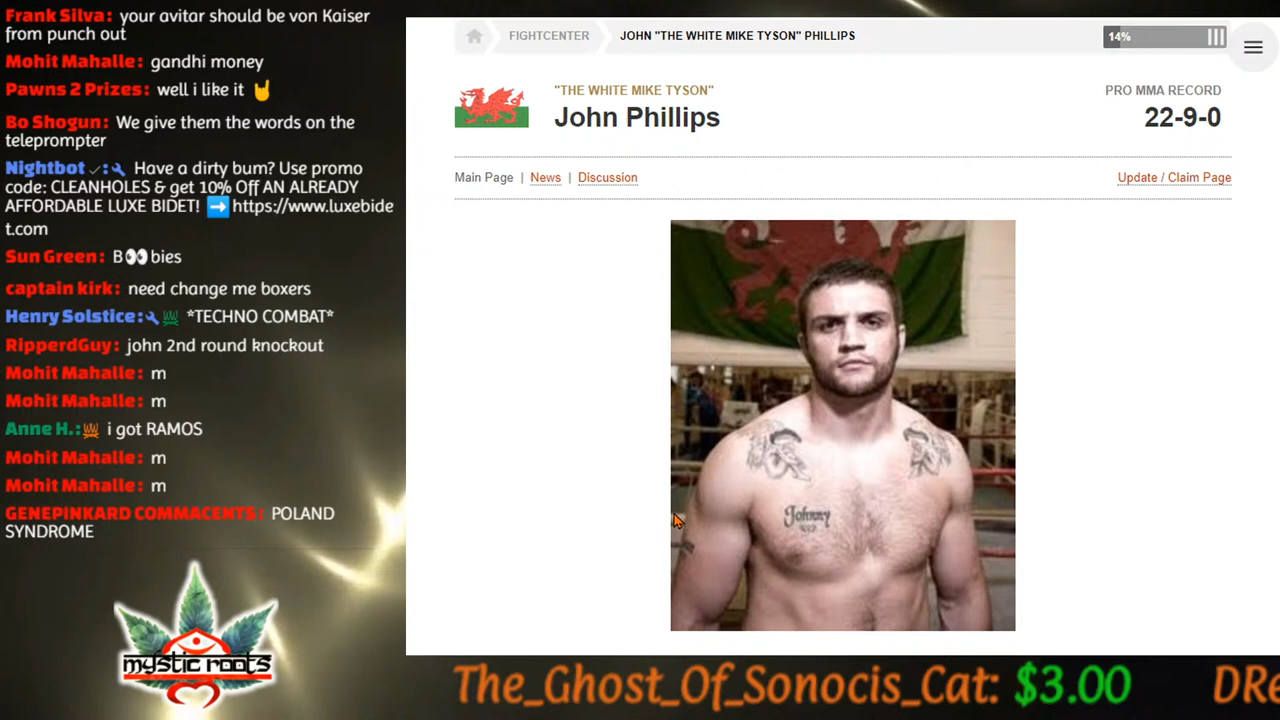 Frank Silva: your avitar should be von Kaiser
from punch out
Mohit Mahalle: gandhi money
Pawns 2 Prizes: well i like it 🤘
Bo Shogun: We give them the words on the
teleprompter
Nightbot ✓:🔧 Have a dirty bum? Use promo
code: CLEANHOLES & get 10% Off AN ALREADY
AFFORDABLE LUXE BIDET! ➡️ https://www.luxebide
t.com
Sun Green: B👀bies
captain kirk: need change me boxers
Henry Solstice:🔧 *TECHNO COMBAT*
RipperdGuy: john 2nd round knockout
Mohit Mahalle: m
Mohit Mahalle: m
Anne H.: i got RAMOS
Mohit Mahalle: m
Mohit Mahalle: m
GENEPINKARD COMMACENTS: POLAND
SYNDROME
mystic roots
FIGHTCENTER
JOHN "THE WHITE MIKE TYSON" PHILLIPS
14%
"THE WHITE MIKE TYSON"
John Phillips
PRO MMA RECORD
22-9-0
Main Page | News | Discussion
Update / Claim Page
Johnny
The_Ghost_Of_Sonocis_Cat: $3.00 DRe